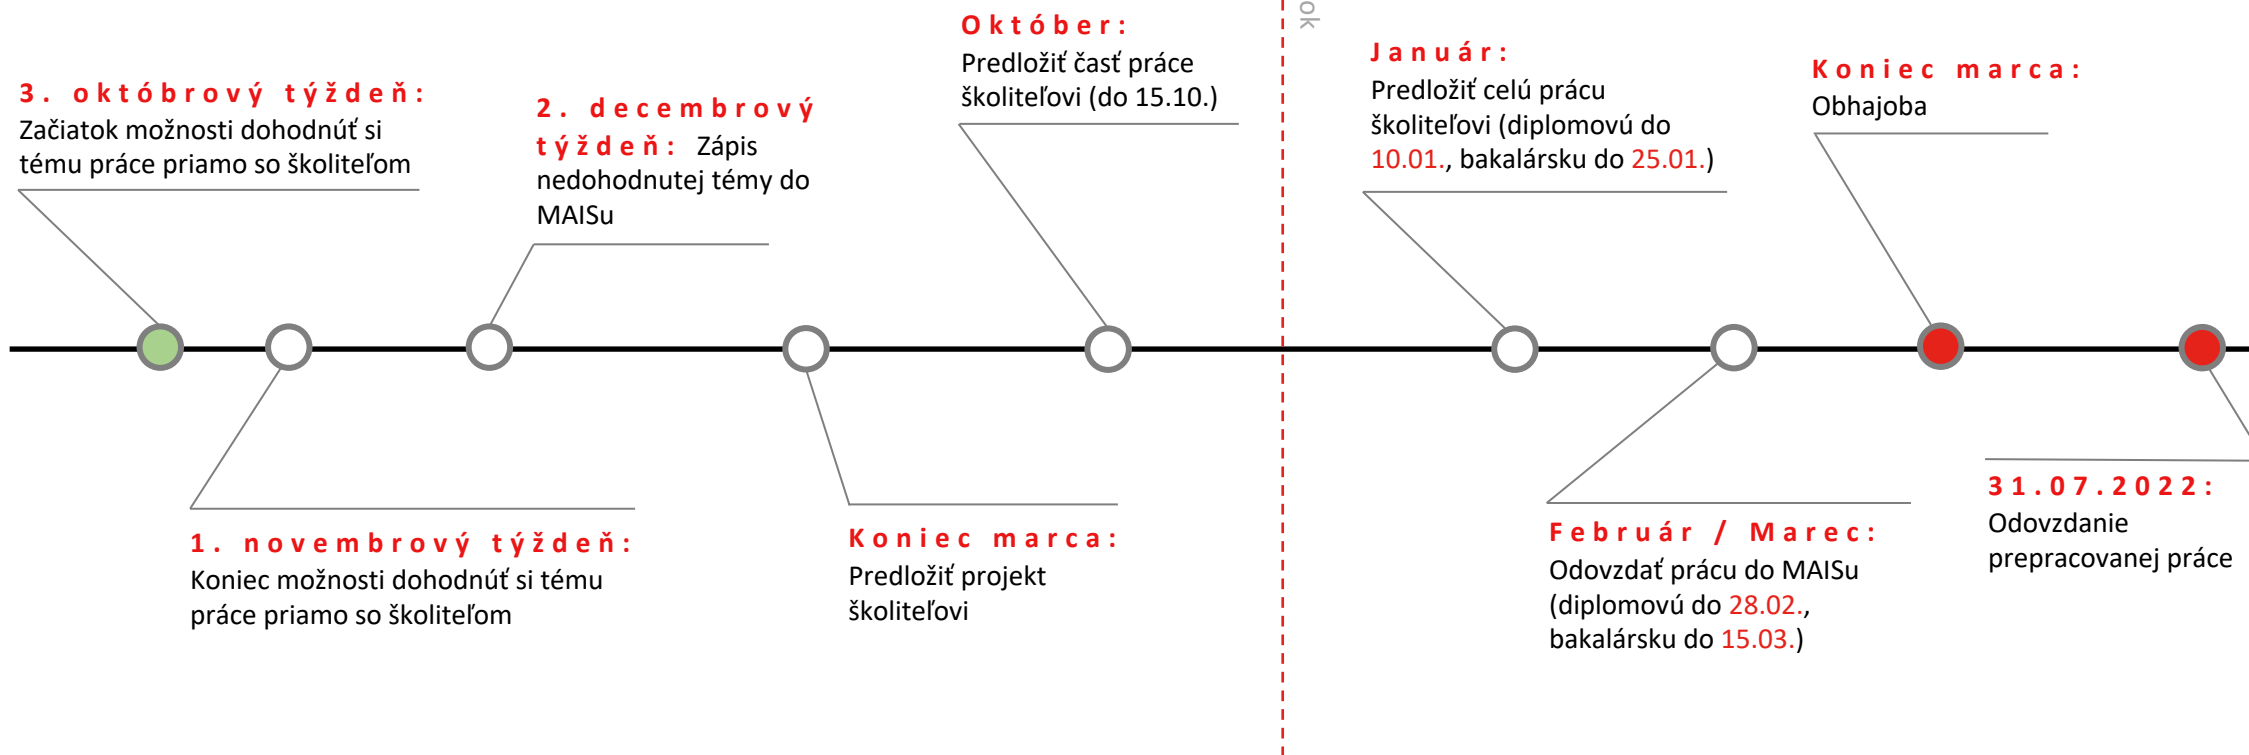 3. októbrový týždeň:
Začiatok možnosti dohodnúť si
tému práce priamo so školiteľom
1. novembrový týždeň:
Koniec možnosti dohodnúť si tému
práce priamo so školiteľom
2. decembrový
týždeň: Zápis
nedohodnutej témy do
MAISu
Koniec marca:
Predložiť projekt
školiteľovi
Október:
Predložiť časť práce
školiteľovi (do 15.10.)
ok
Január:
Predložiť celú prácu
školiteľovi (diplomovú do
10.01., bakalársku do 25.01.)
Február / Marec:
Odovzdať prácu do MAISu
(diplomovú do 28.02.,
bakalársku do 15.03.)
Koniec marca:
Obhajoba
31.07.2022:
Odovzdanie
prepracovanej práce